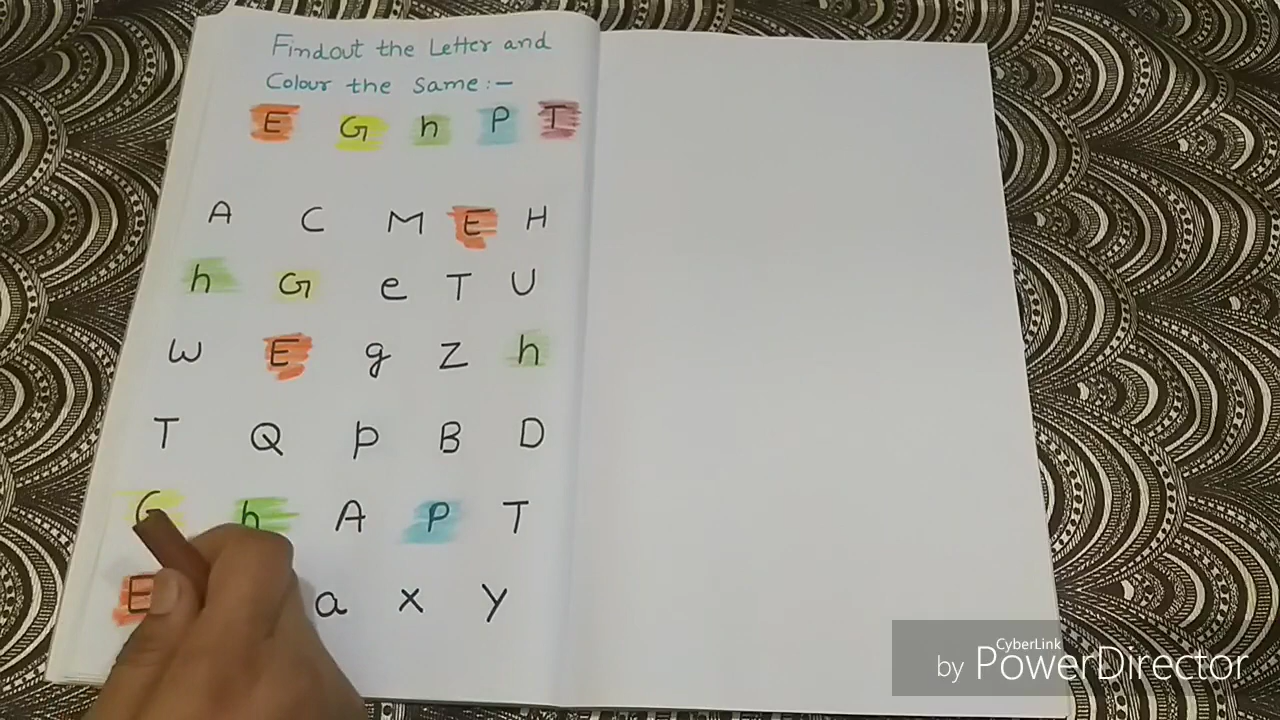 Findout the Letter and
Colour the Same :-
E G h P T
A C M E H
h G e T U
W E g Z h
T Q p B D
G h A P T
E a x y
CyberLink
by PowerDirector